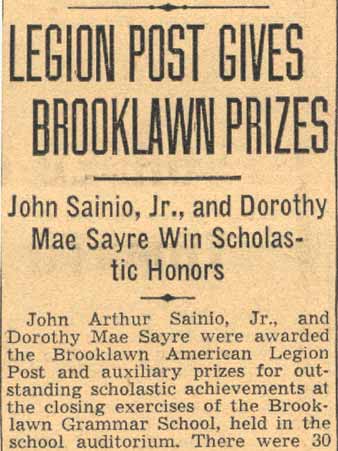 LEGION POST GIVES
BROOKLAWN PRIZES
John Sainio, Jr., and Dorothy
Mae Sayre Win Scholas-
tic Honors
John Arthur Sainio, Jr., and
Dorothy Mae Sayre were awarded
the Brooklawn American Legion
Post and auxiliary prizes for out-
standing scholastic achievements at
the closing exercises of the Brook-
lawn Grammar School, held in the
school auditorium. There were 30